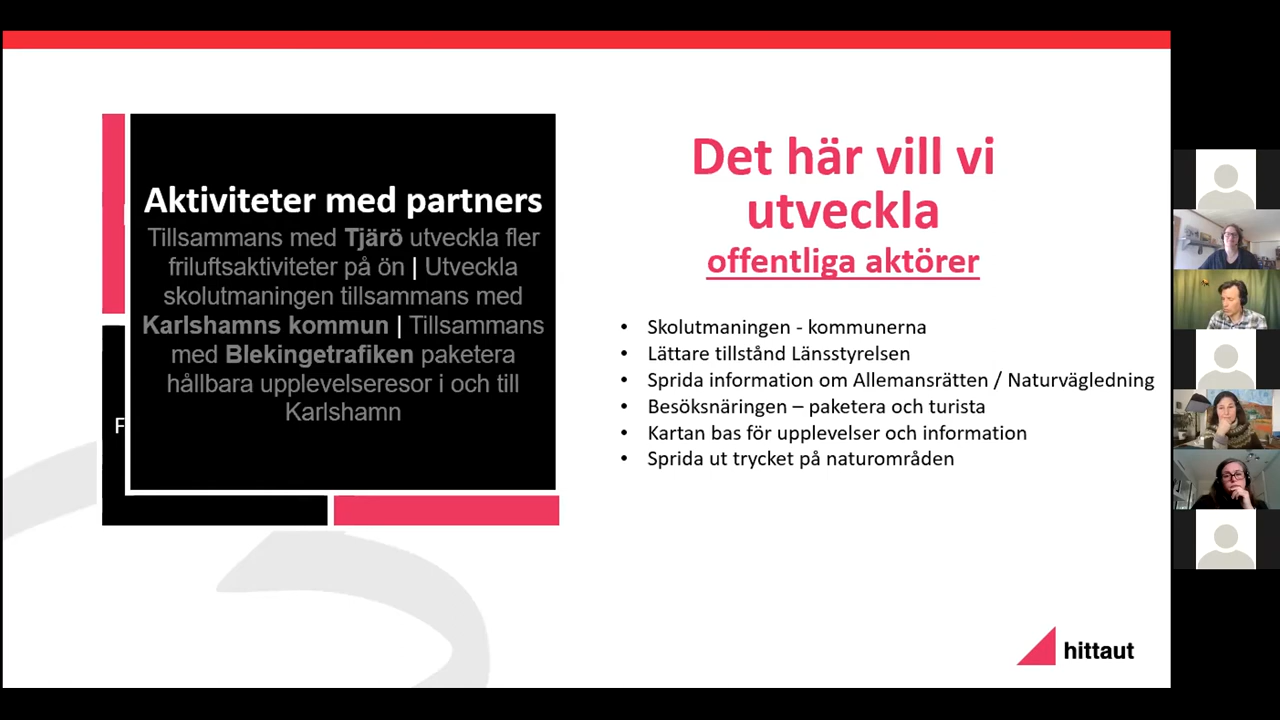 Aktiviteter med partners
Tillsammans med Tjärö utveckla fler
friluftsaktiviteter på ön | Utveckla
skolutmaningen tillsammans med
Karlshamns kommun | Tillsammans
med Blekingetrafiken paketera
hållbara upplevelseresor i och till
Karlshamn
F
Det här vill vi
utveckla
offentliga aktörer
• Skolutmaningen - kommunerna
• Lättare tillstånd Länsstyrelsen
• Sprida information om Allemansrätten / Naturvägledning
• Besöksnäringen – paketera och turista
• Kartan bas för upplevelser och information
• Sprida ut trycket på naturområden
hittaut